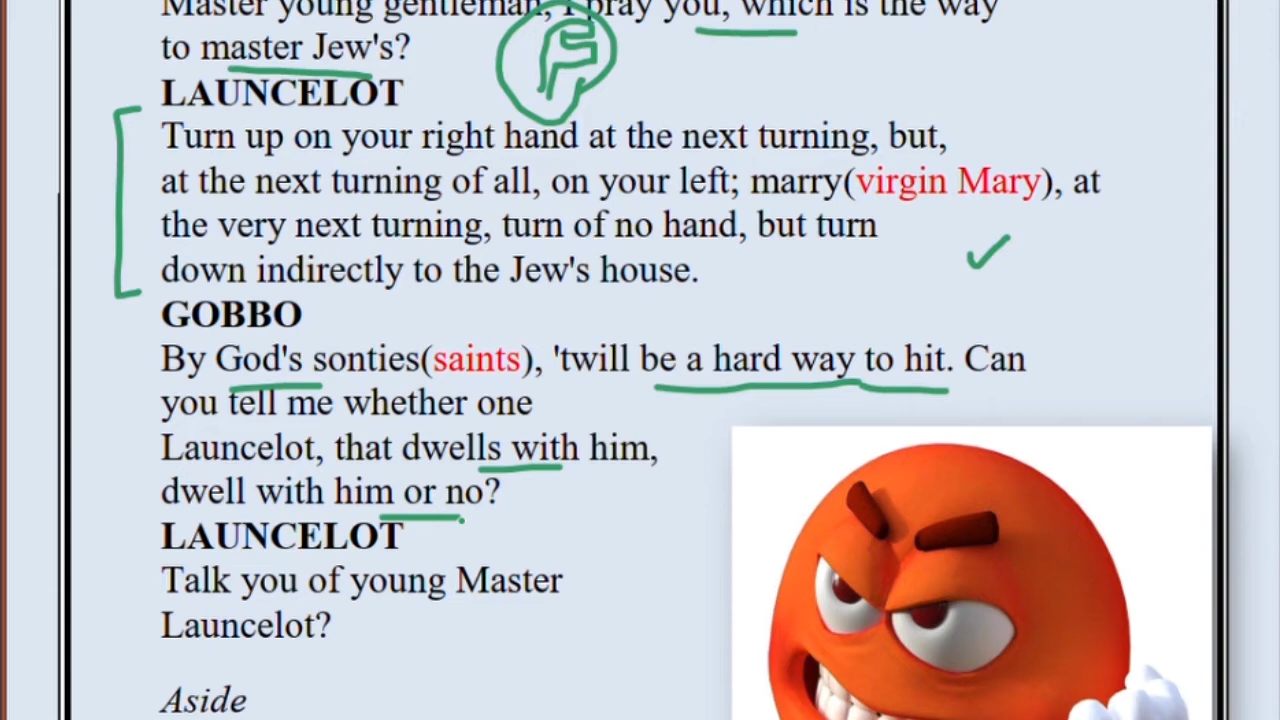 Master young gentleman, I pray you, which is the way
to master Jew's?
LAUNCELOT
Turn up on your right hand at the next turning, but,
at the next turning of all, on your left; marry(virgin Mary), at
the very next turning, turn of no hand, but turn
down indirectly to the Jew's house.
GOBBO
By God's sonties(saints), 'twill be a hard way to hit. Can
you tell me whether one
Launcelot, that dwells with him,
dwell with him or no?
LAUNCELOT
Talk you of young Master
Launcelot?
Aside